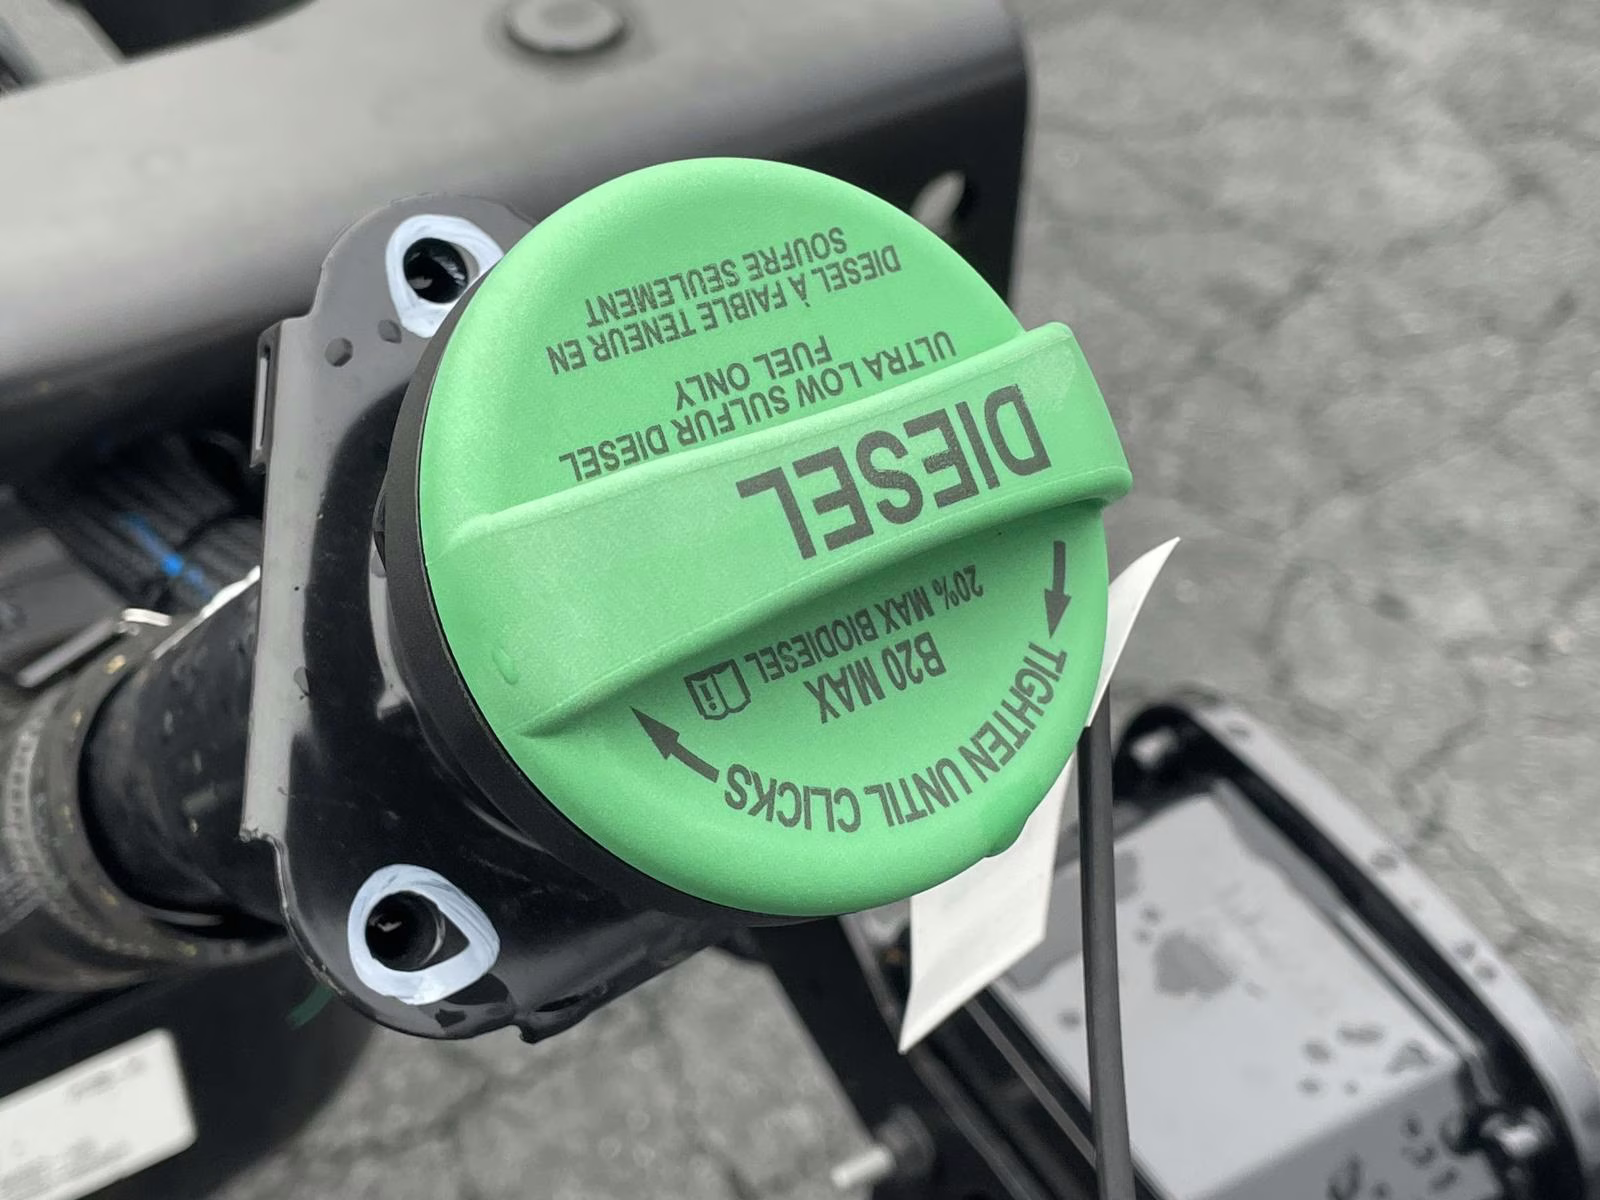 TIGHTEN UNTIL CLICKS
B20 MAX
20% MAX BIODIESEL
DIESEL
ULTRA LOW SULFUR DIESEL
FUEL ONLY
DIESEL À FAIBLE TENEUR EN
SOUFRE SEULEMENT